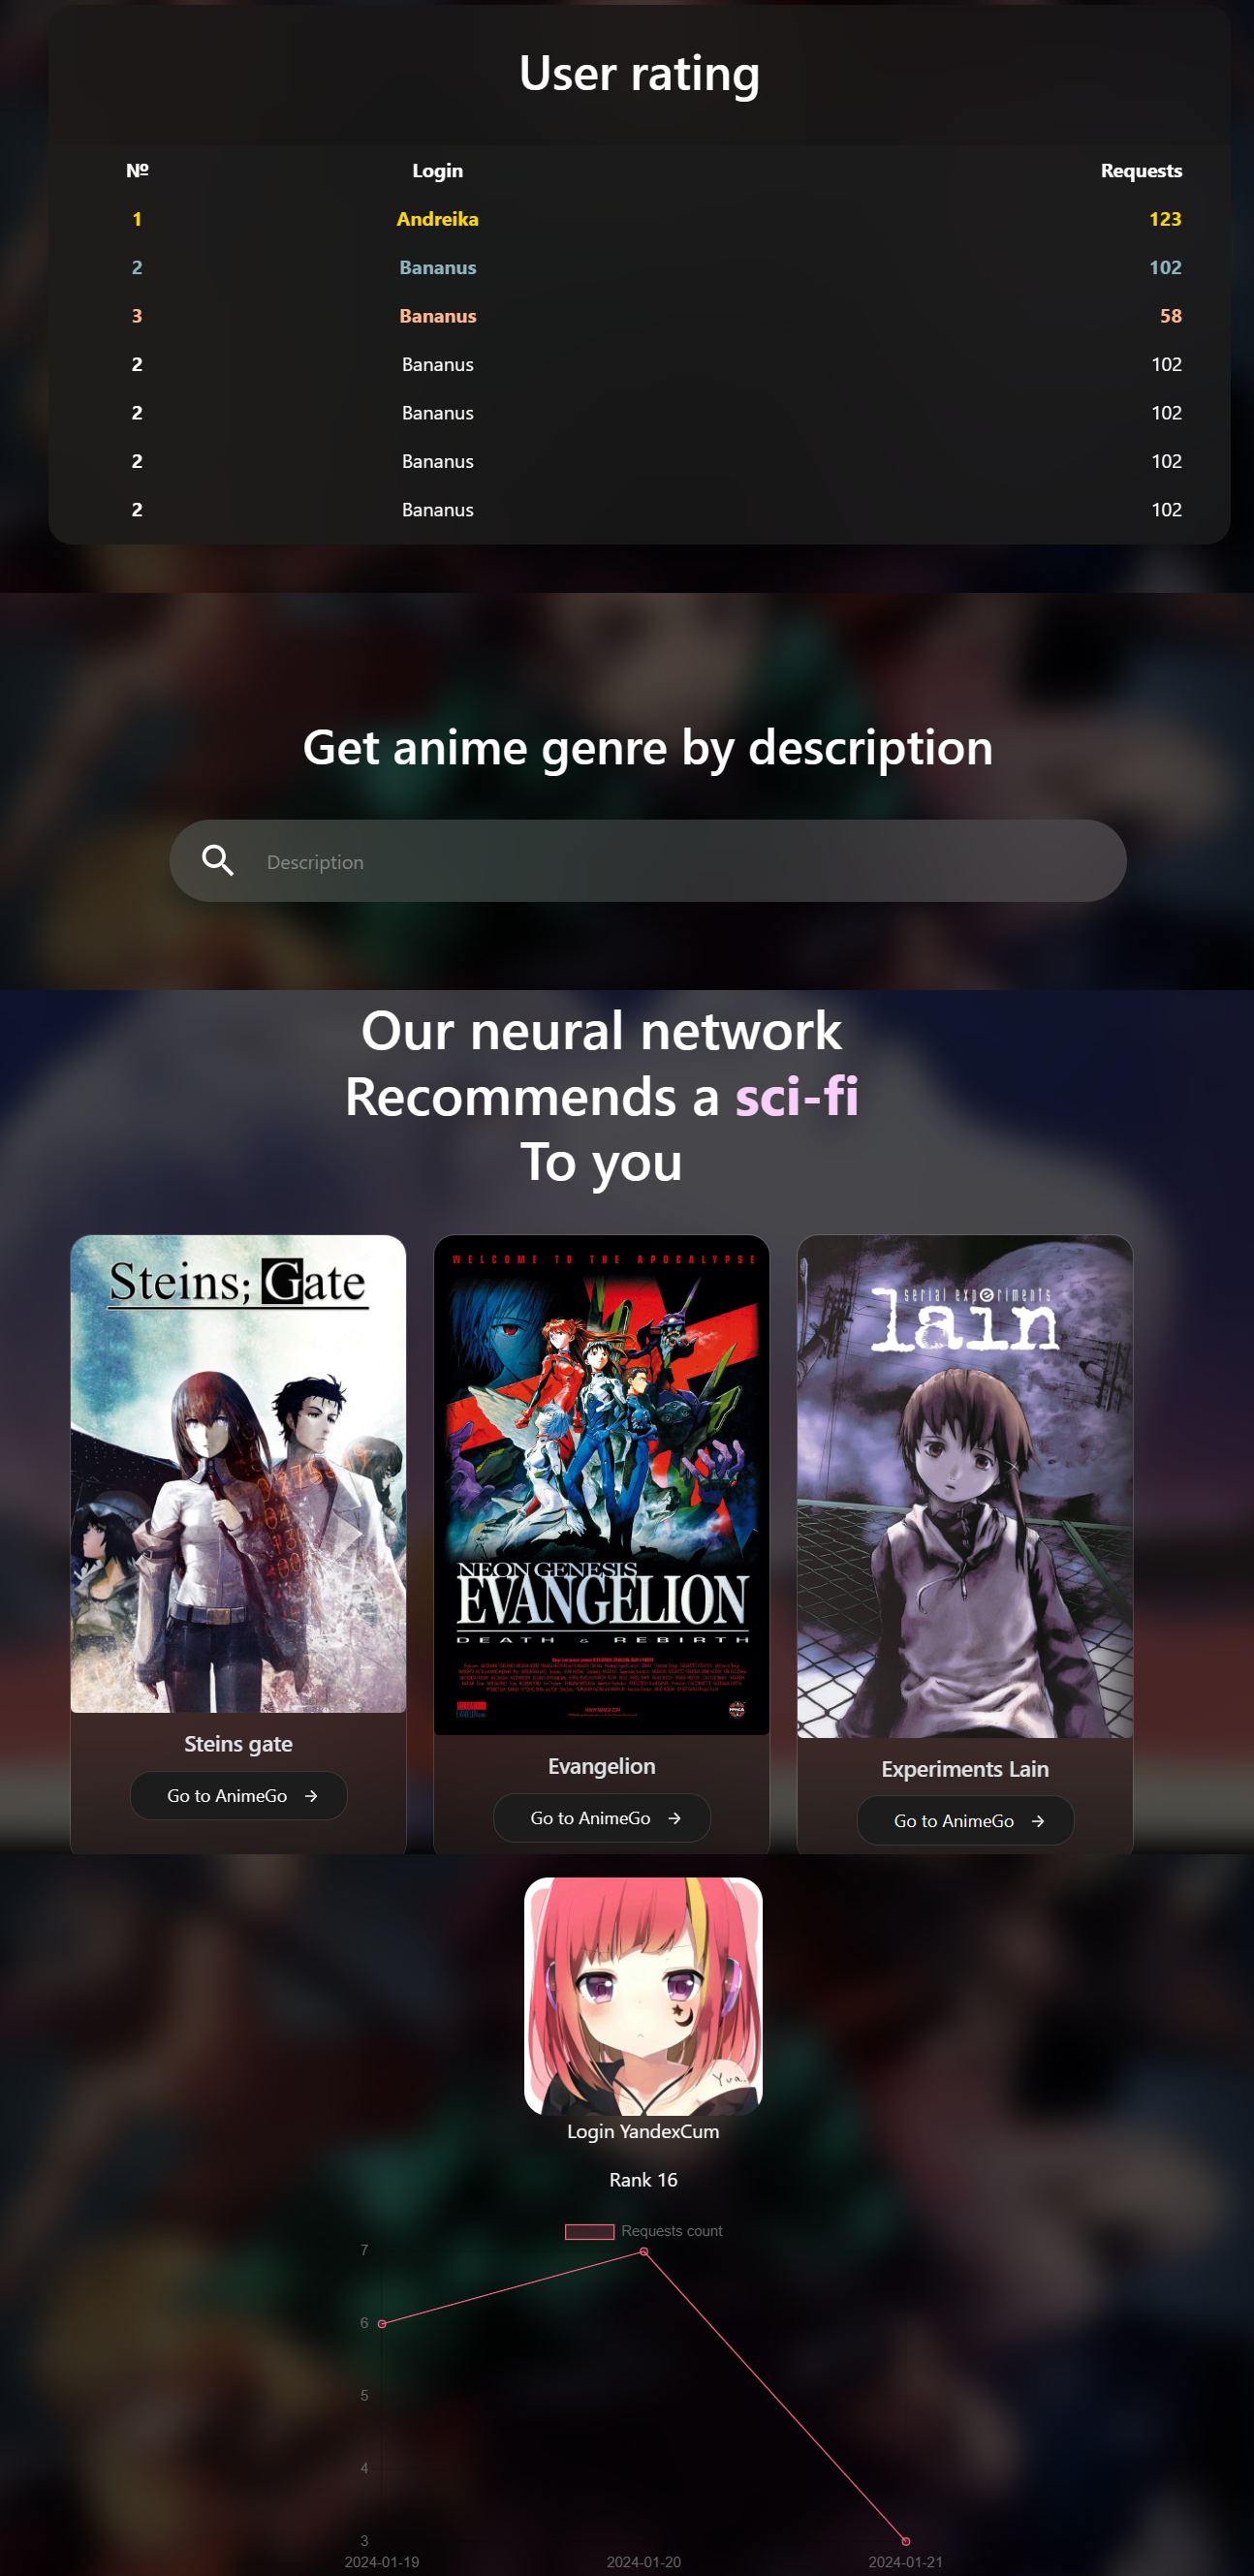 User rating
№ Login Requests
1 Andreika 123
2 Bananus 102
3 Bananus 58
2 Bananus 102
2 Bananus 102
2 Bananus 102
2 Bananus 102
Get anime genre by description
Description
Our neural network
Recommends a sci-fi
To you
Steins;Gate
WELCOME TO THE APOCALYPSE
NEON GENESIS
EVANGELION
DEATH & REBIRTH
serial experiments
lain
Steins gate
Go to AnimeGo →
Evangelion
Go to AnimeGo →
Experiments Lain
Go to AnimeGo →
Yua.
Login YandexCum
Rank 16
Requests count
7
6
5
4
3
2024-01-19 2024-01-20 2024-01-21